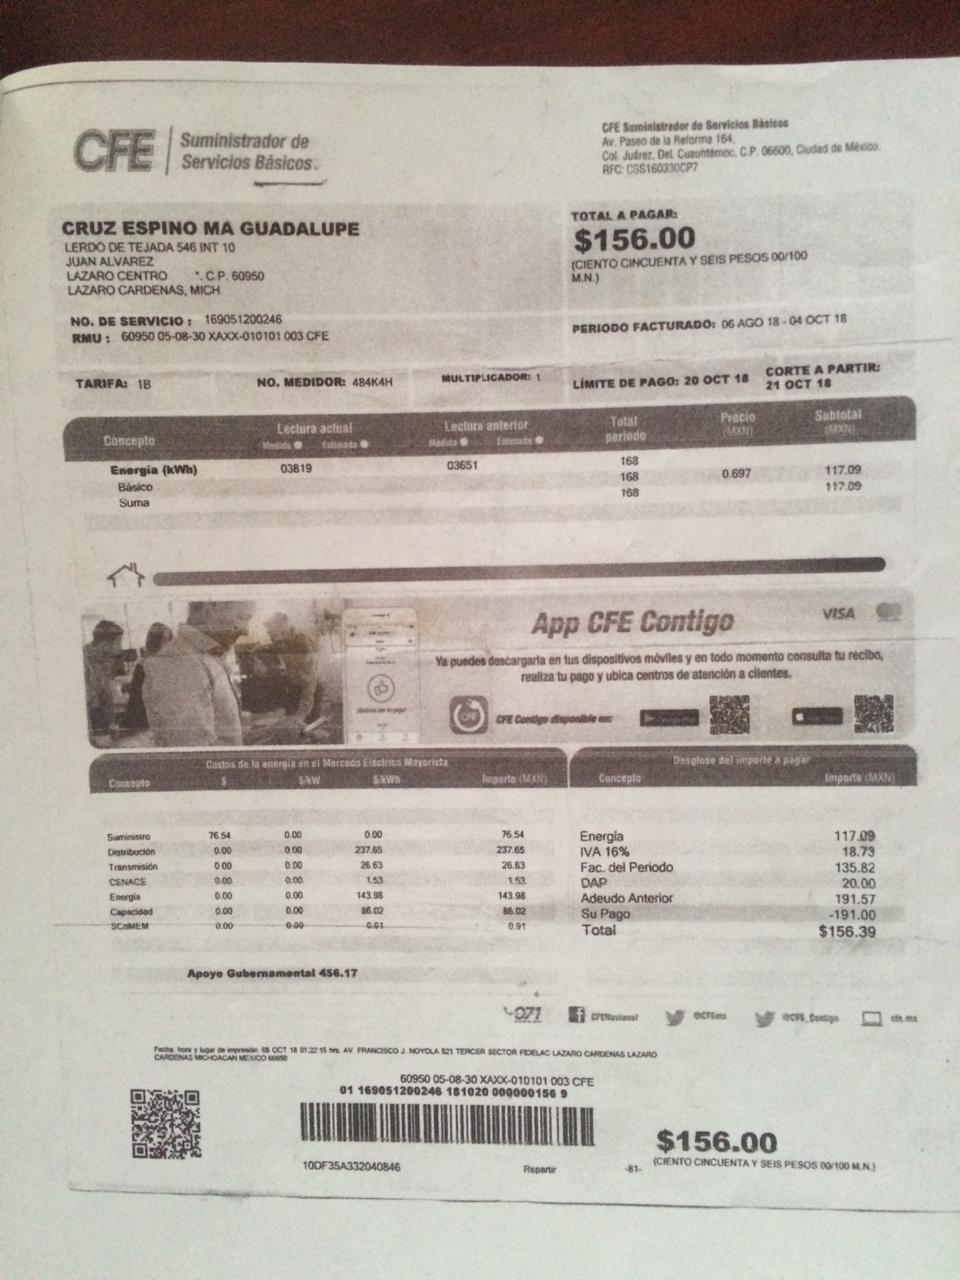 CFE Suministrador de
Servicios Básicos.
CFE Suministrador de Servicios Básicos
Av. Paseo de la Reforma 164,
Col. Juárez, Del. Cuauhtémoc, C.P. 06600, Ciudad de México.
RFC: CSS160330CP7
CRUZ ESPINO MA GUADALUPE
LERDO DE TEJADA 546 INT 10
JUAN ALVAREZ
LAZARO CENTRO *. C.P. 60950
LAZARO CARDENAS, MICH
TOTAL A PAGAR:
$156.00
(CIENTO CINCUENTA Y SEIS PESOS 00/100
M.N.)
NO. DE SERVICIO : 169051200246
RMU : 60950 05-08-30 XAXX-010101 003 CFE
PERIODO FACTURADO: 06 AGO 18 - 04 OCT 18
TARIFA: 1B NO. MEDIDOR: 484K4H MULTIPLICADOR: 1 LÍMITE DE PAGO: 20 OCT 18 CORTE A PARTIR:
21 OCT 18
Concepto Lectura actual Lectura anterior Total periodo Precio (MXN) Subtotal (MXN)
Medida Estimada Medida Estimada
Energía (kWh) 03819 03651 168
Básico 168 0.697 117.09
Suma 168 117.09
App CFE Contigo VISA
Ya puedes descargarla en tus dispositivos móviles y en todo momento consulta tu recibo,
realiza tu pago y ubica centros de atención a clientes.
CFE Contigo disponible en:
Costos de la energía en el Mercado Eléctrico Mayorista
Concepto $ $/kW $/kWh Importe (MXN)
Suministro 76.54 0.00 0.00 76.54
Distribución 0.00 0.00 237.65 237.65
Transmisión 0.00 0.00 26.63 26.63
CENACE 0.00 0.00 1.53 1.53
Energía 0.00 0.00 143.98 143.98
Capacidad 0.00 0.00 86.02 86.02
SCnMEM 0.00 0.00 0.91
Apoyo Gubernamental 456.17
Desglose del importe a pagar
Concepto Importe (MXN)
Energía 117.09
IVA 16% 18.73
Fac. del Periodo 135.82
DAP 20.00
Adeudo Anterior 191.57
Su Pago -191.00
Total $156.39
071 CFENacional @CFEmx @CFE_Contigo cfe.mx
Fecha, hora y lugar de impresión: 08 OCT 18 01:22:15 hrs. AV FRANCISCO J. NOYOLA 521 TERCER SECTOR FIDELAC LAZARO CARDENAS LAZARO
CARDENAS MICHOACAN MEXICO 60950
60950 05-08-30 XAXX-010101 003 CFE
01 169051200246 181020 000000156 9
10DF35A332040846 Repartir -81-
$156.00
(CIENTO CINCUENTA Y SEIS PESOS 00/100 M.N.)